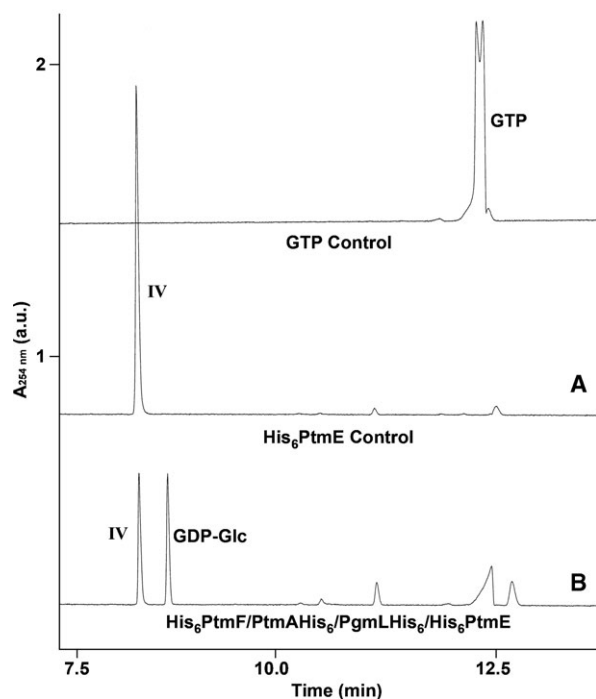 2
GTP
GTP Control
IV
A₂₅₄ ₙₘ (a.u.)
1
A
His₆PtmE Control
IV
GDP-Glc
B
His₆PtmF/PtmAHis₆/PgmLHis₆/His₆PtmE
7.5 10.0 12.5
Time (min)